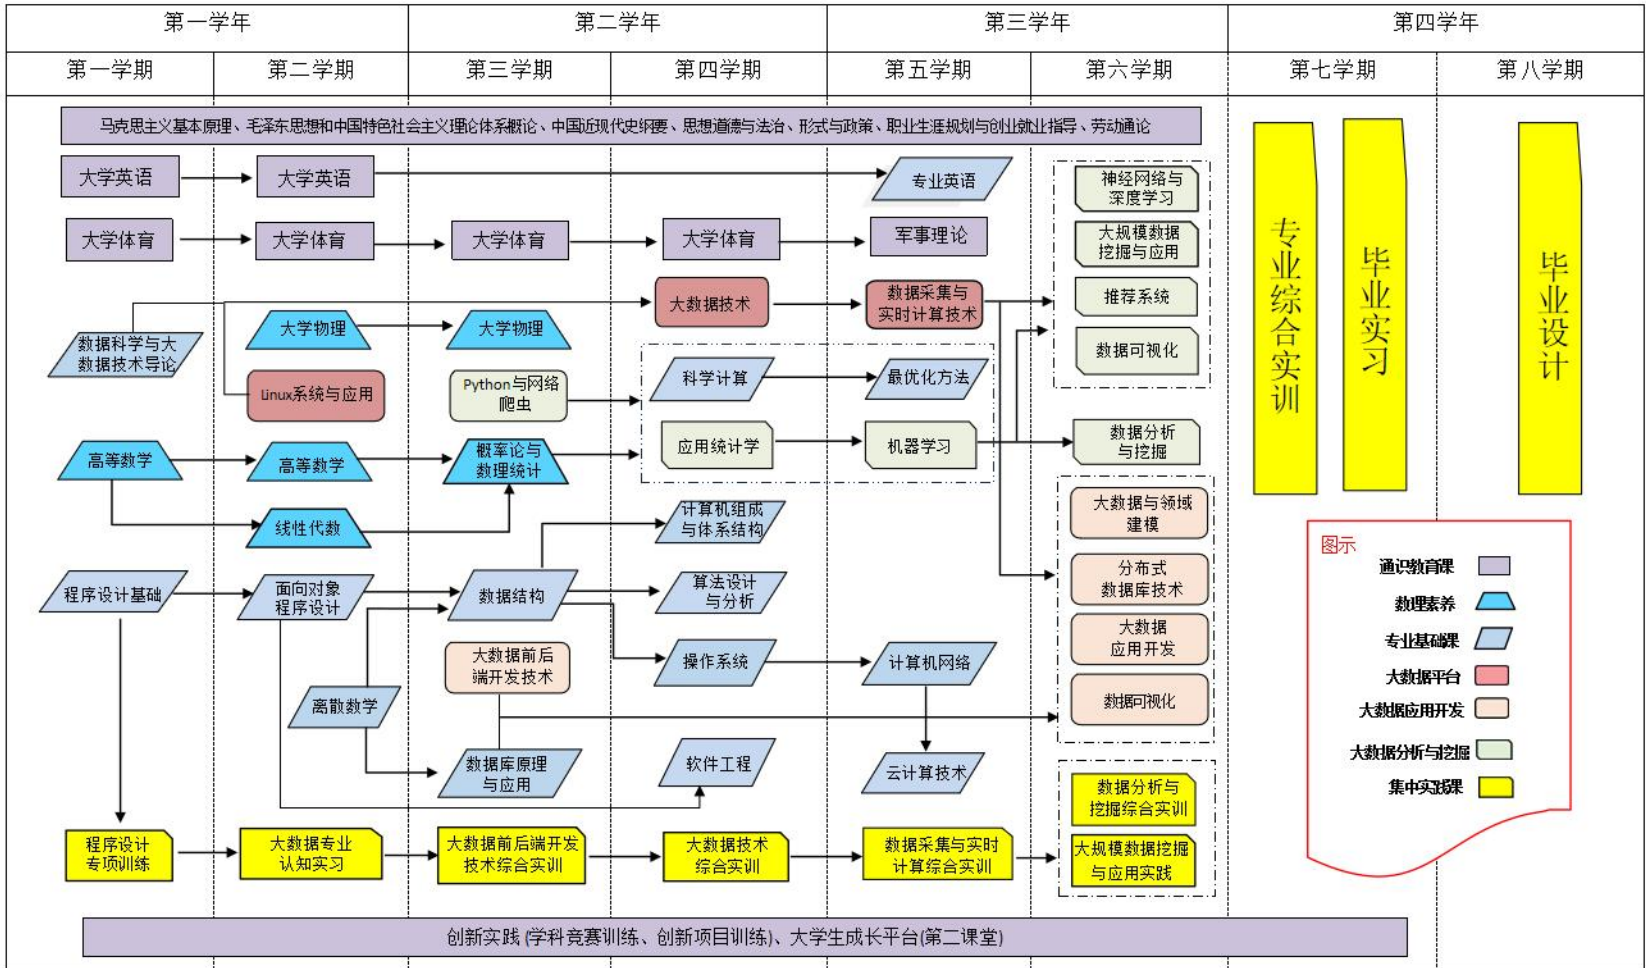 第一学年
第二学年
第三学年
第四学年
第一学期
第二学期
第三学期
第四学期
第五学期
第六学期
第七学期
第八学期
马克思主义基本原理、毛泽东思想和中国特色社会主义理论体系概论、中国近现代史纲要、思想道德与法治、形式与政策、职业生涯规划与创业就业指导、劳动通论
大学英语
大学英语
专业英语
神经网络与
深度学习
大学体育
大学体育
大学体育
大学体育
军事理论
大规模数据
挖掘与应用
大数据技术
数据采集与
实时计算技术
推荐系统
数据科学与大
数据技术导论
大学物理
大学物理
数据可视化
Linux系统与应用
Python与网络
爬虫
科学计算
最优化方法
高等数学
高等数学
概率论与
数理统计
应用统计学
机器学习
数据分析
与挖掘
线性代数
计算机组成
与体系结构
大数据与领域
建模
程序设计基础
面向对象
程序设计
数据结构
算法设计
与分析
分布式
数据库技术
大数据前后
端开发技术
操作系统
计算机网络
大数据
应用开发
离散数学
数据可视化
数据库原理
与应用
软件工程
云计算技术
数据分析与
挖掘综合实训
程序设计
专项训练
大数据专业
认知实习
大数据前后端开发
技术综合实训
大数据技术
综合实训
数据采集与实时
计算综合实训
大规模数据挖掘
与应用实践
专业综合实训
毕业实习
毕业设计
图示
通识教育课
数理素养
专业基础课
大数据平台
大数据应用开发
大数据分析与挖掘
集中实践课
创新实践(学科竞赛训练、创新项目训练)、大学生成长平台(第二课堂)